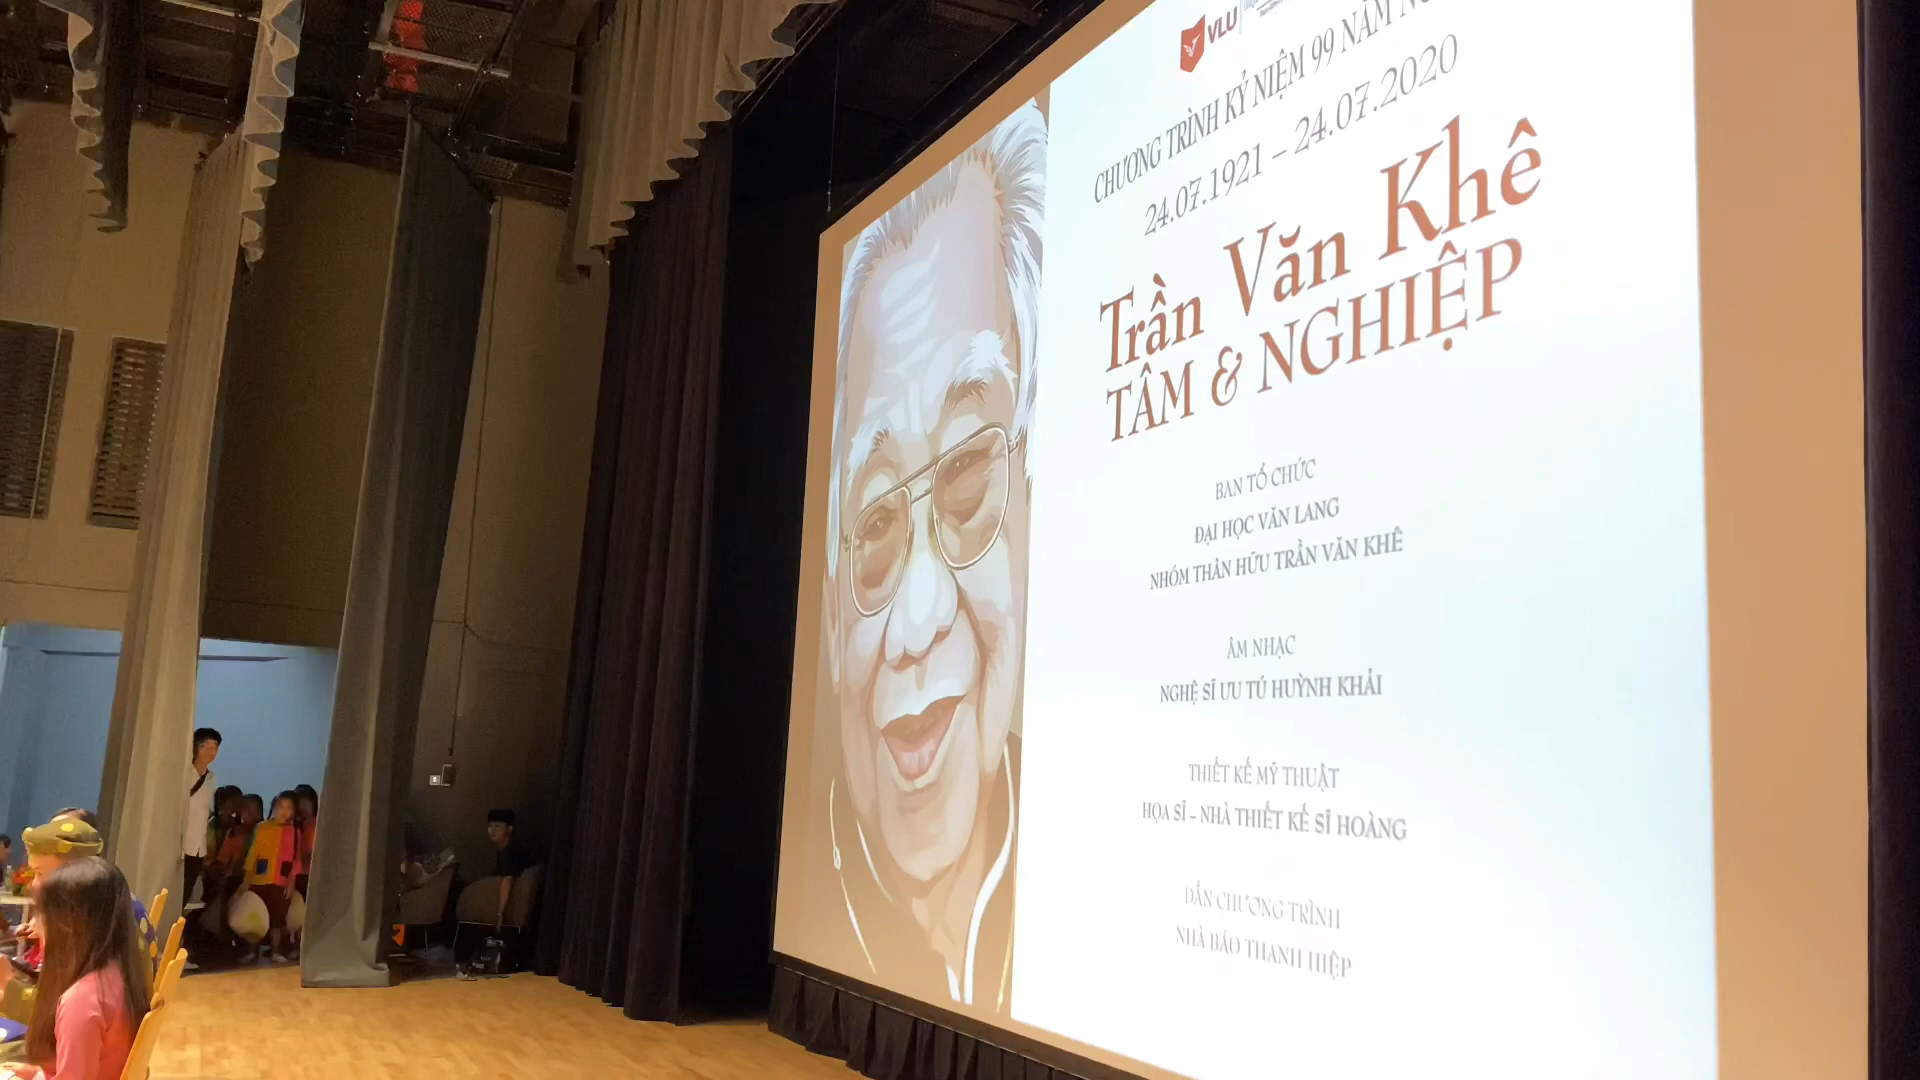 VLU
CHƯƠNG TRÌNH KỶ NIỆM 99 NĂM
24.07.1921 – 24.07.2020
Trần Văn Khê
TÂM & NGHIỆP
BAN TỔ CHỨC
ĐẠI HỌC VĂN LANG
NHÓM THÂN HỮU TRẦN VĂN KHÊ
ÂM NHẠC
NGHỆ SĨ ƯU TÚ HUỲNH KHẢI
THIẾT KẾ MỸ THUẬT
HỌA SĨ – NHÀ THIẾT KẾ SĨ HOÀNG
DẪN CHƯƠNG TRÌNH
NHÀ BÁO THANH HIỆP